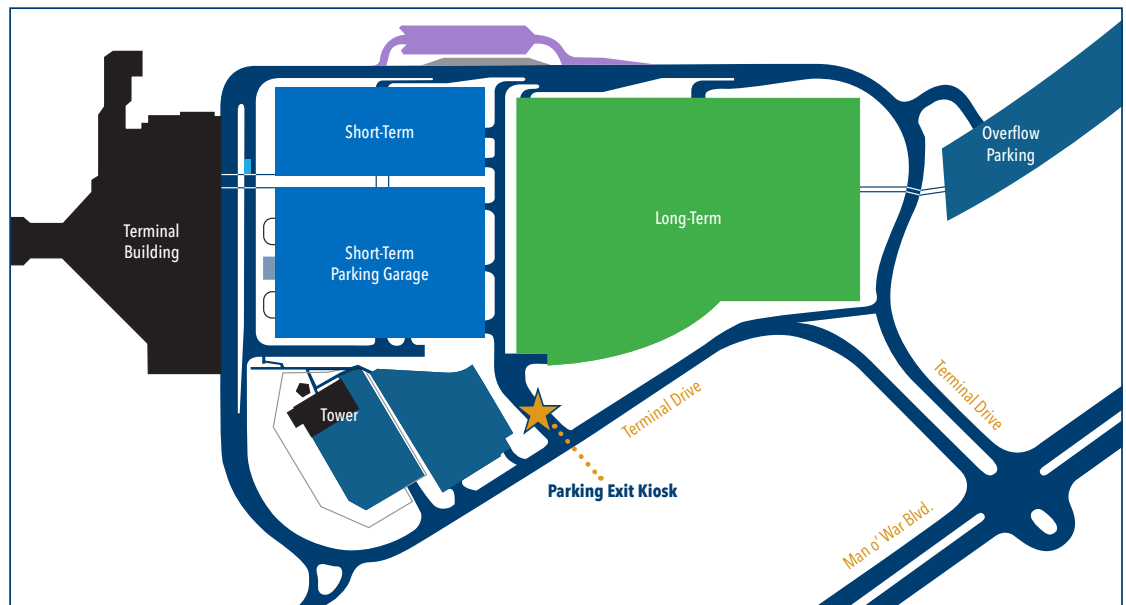 Short-Term
Overflow
Parking
Long-Term
Terminal
Building
Short-Term
Parking Garage
Terminal Drive
Terminal Drive
Tower
Parking Exit Kiosk
Man o' War Blvd.